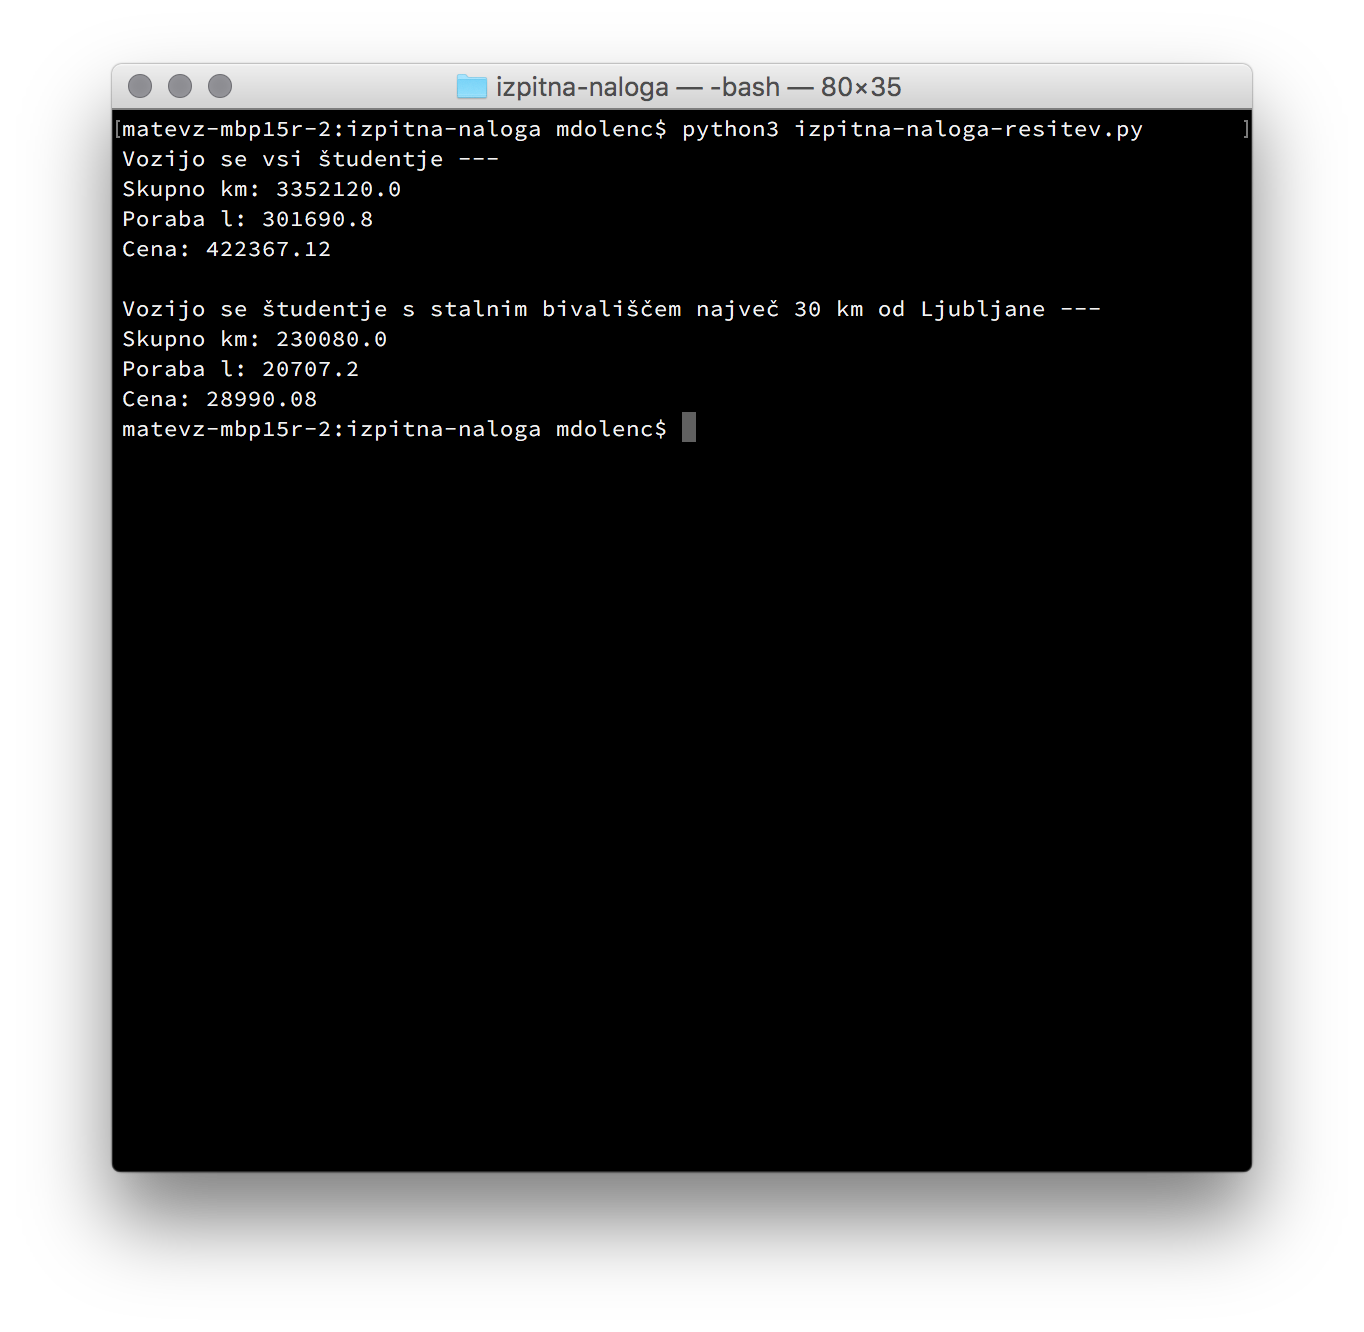 izpitna-naloga — -bash — 80×35
[matevz-mbp15r-2:izpitna-naloga mdolenc$ python3 izpitna-naloga-resitev.py ]
Vozijo se vsi študentje ---
Skupno km: 3352120.0
Poraba l: 301690.8
Cena: 422367.12
Vozijo se študentje s stalnim bivališčem največ 30 km od Ljubljane ---
Skupno km: 230080.0
Poraba l: 20707.2
Cena: 28990.08
matevz-mbp15r-2:izpitna-naloga mdolenc$